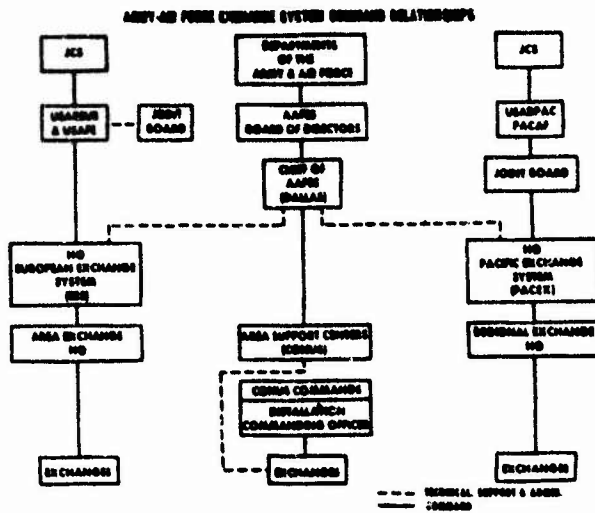 ARMY-AIR FORCE EXCHANGE SYSTEM COMMAND RELATIONSHIPS
JCS
USAREUR
& USAFE
JOINT
BOARD
HQ
EUROPEAN EXCHANGE
SYSTEM
(EES)
AREA EXCHANGE
HQ
EXCHANGES
DEPARTMENTS
OF THE
ARMY & AIR FORCE
AAFES
BOARD OF DIRECTORS
CHIEF OF
AAFES
(DALLAS)
AREA SUPPORT CENTERS
(CONUS)
CONUS COMMANDS
INSTALLATION
COMMANDING OFFICER
EXCHANGES
JCS
USARPAC
PACAF
JOINT BOARD
HQ
PACIFIC EXCHANGE
SYSTEM
(PACEX)
REGIONAL EXCHANGE
HQ
EXCHANGES
TECHNICAL, SUPPORT & ADMIN.
COMMAND